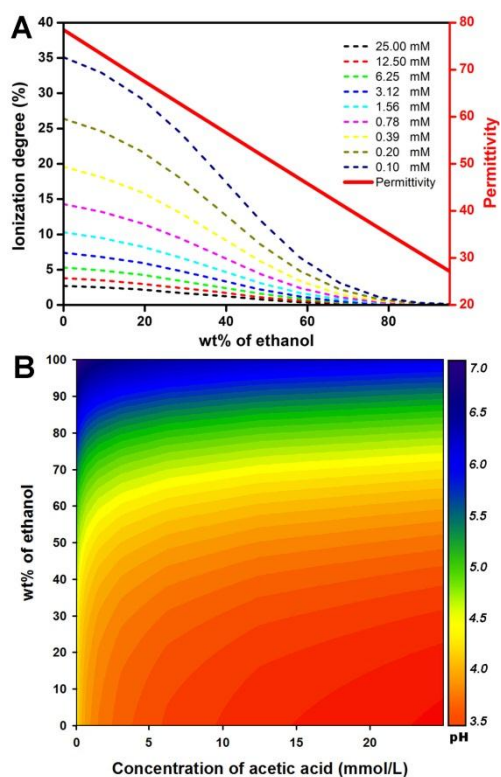 A
Ionization degree (%)
40
35
30
25
20
15
10
5
0
0 20 40 60 80
wt% of ethanol
80
70
60
50
40
30
20
Permittivity
25.00 mM
12.50 mM
6.25 mM
3.12 mM
1.56 mM
0.78 mM
0.39 mM
0.20 mM
0.10 mM
Permittivity
B
wt% of ethanol
100
90
80
70
60
50
40
30
20
10
0
0 5 10 15 20
Concentration of acetic acid (mmol/L)
7.0
6.5
6.0
5.5
5.0
4.5
4.0
3.5
pH